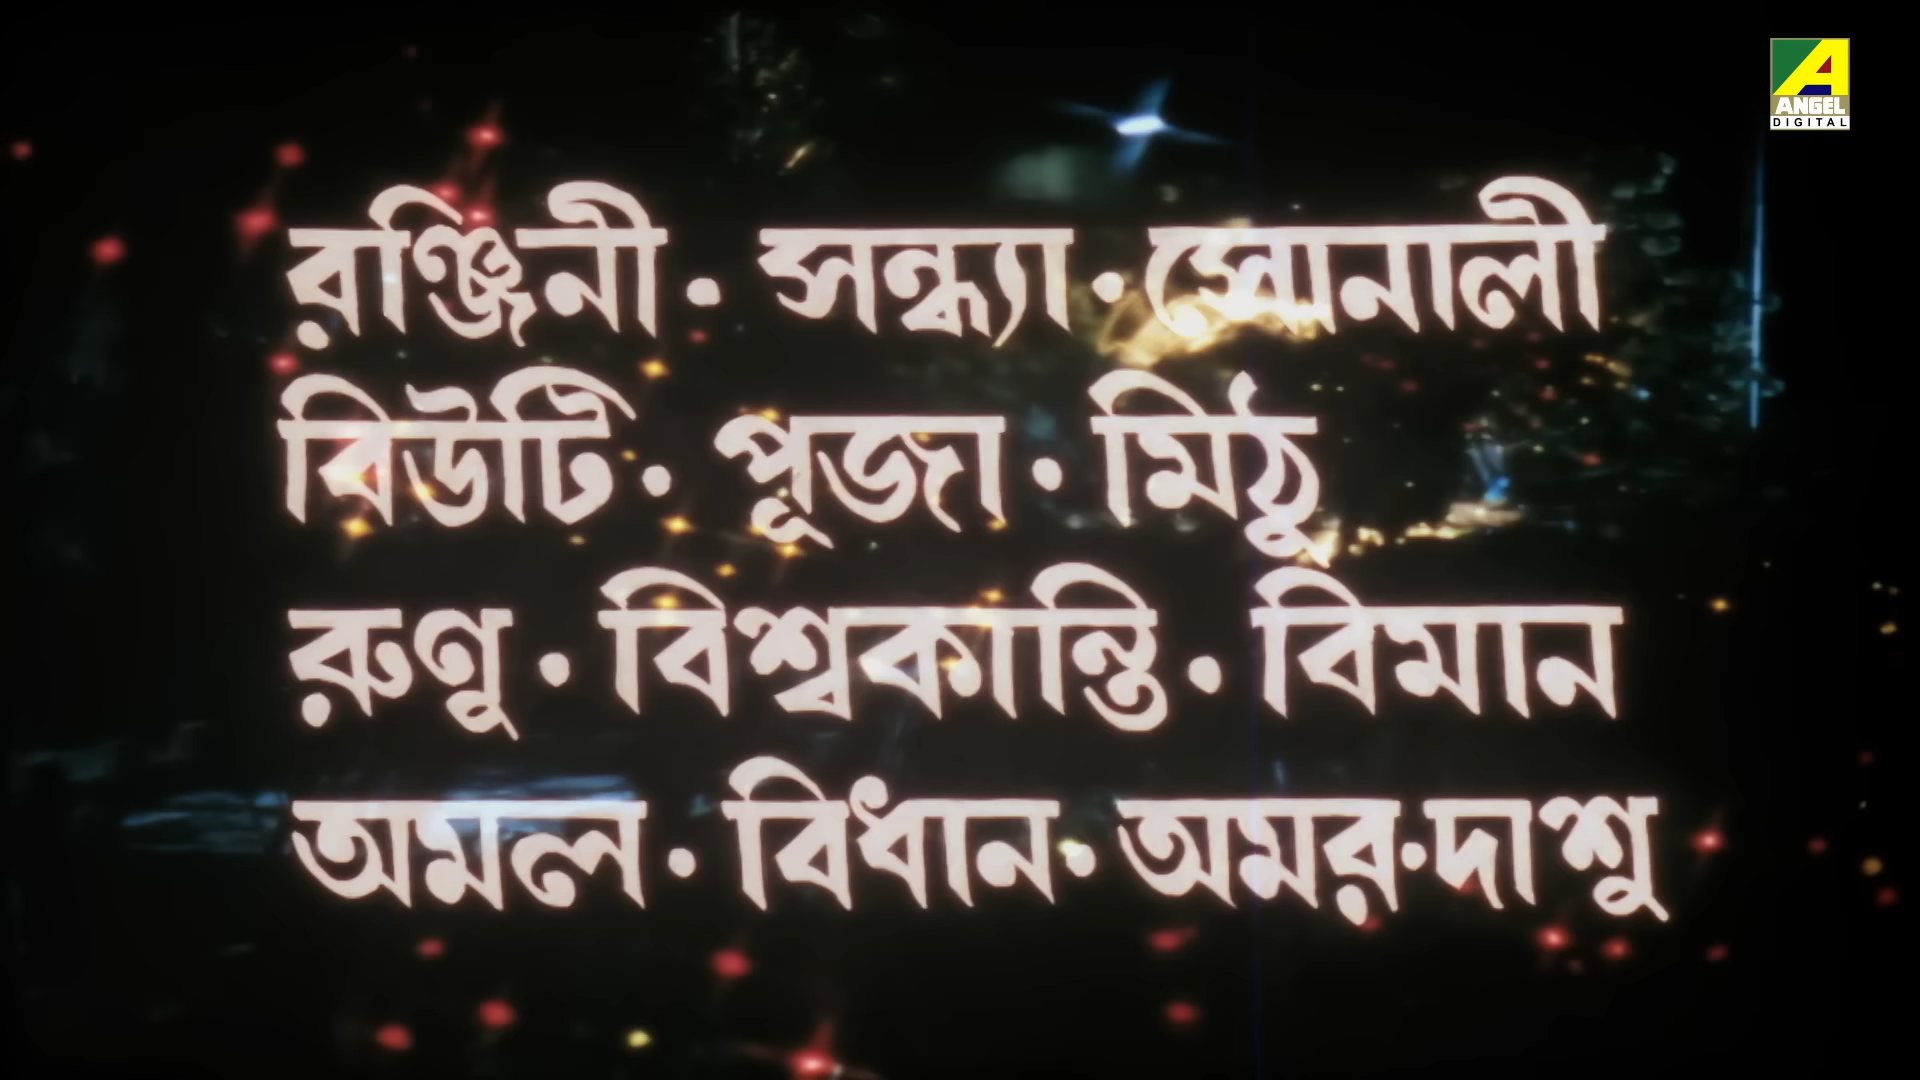 রঞ্জিনী · সন্ধ্যা · সোনালী
বিউটি · পূজা · মিঠু
রুণু · বিশ্বকান্তি · বিমান
অমল · বিধান · অমর · দাশু
ANGEL
DIGITAL